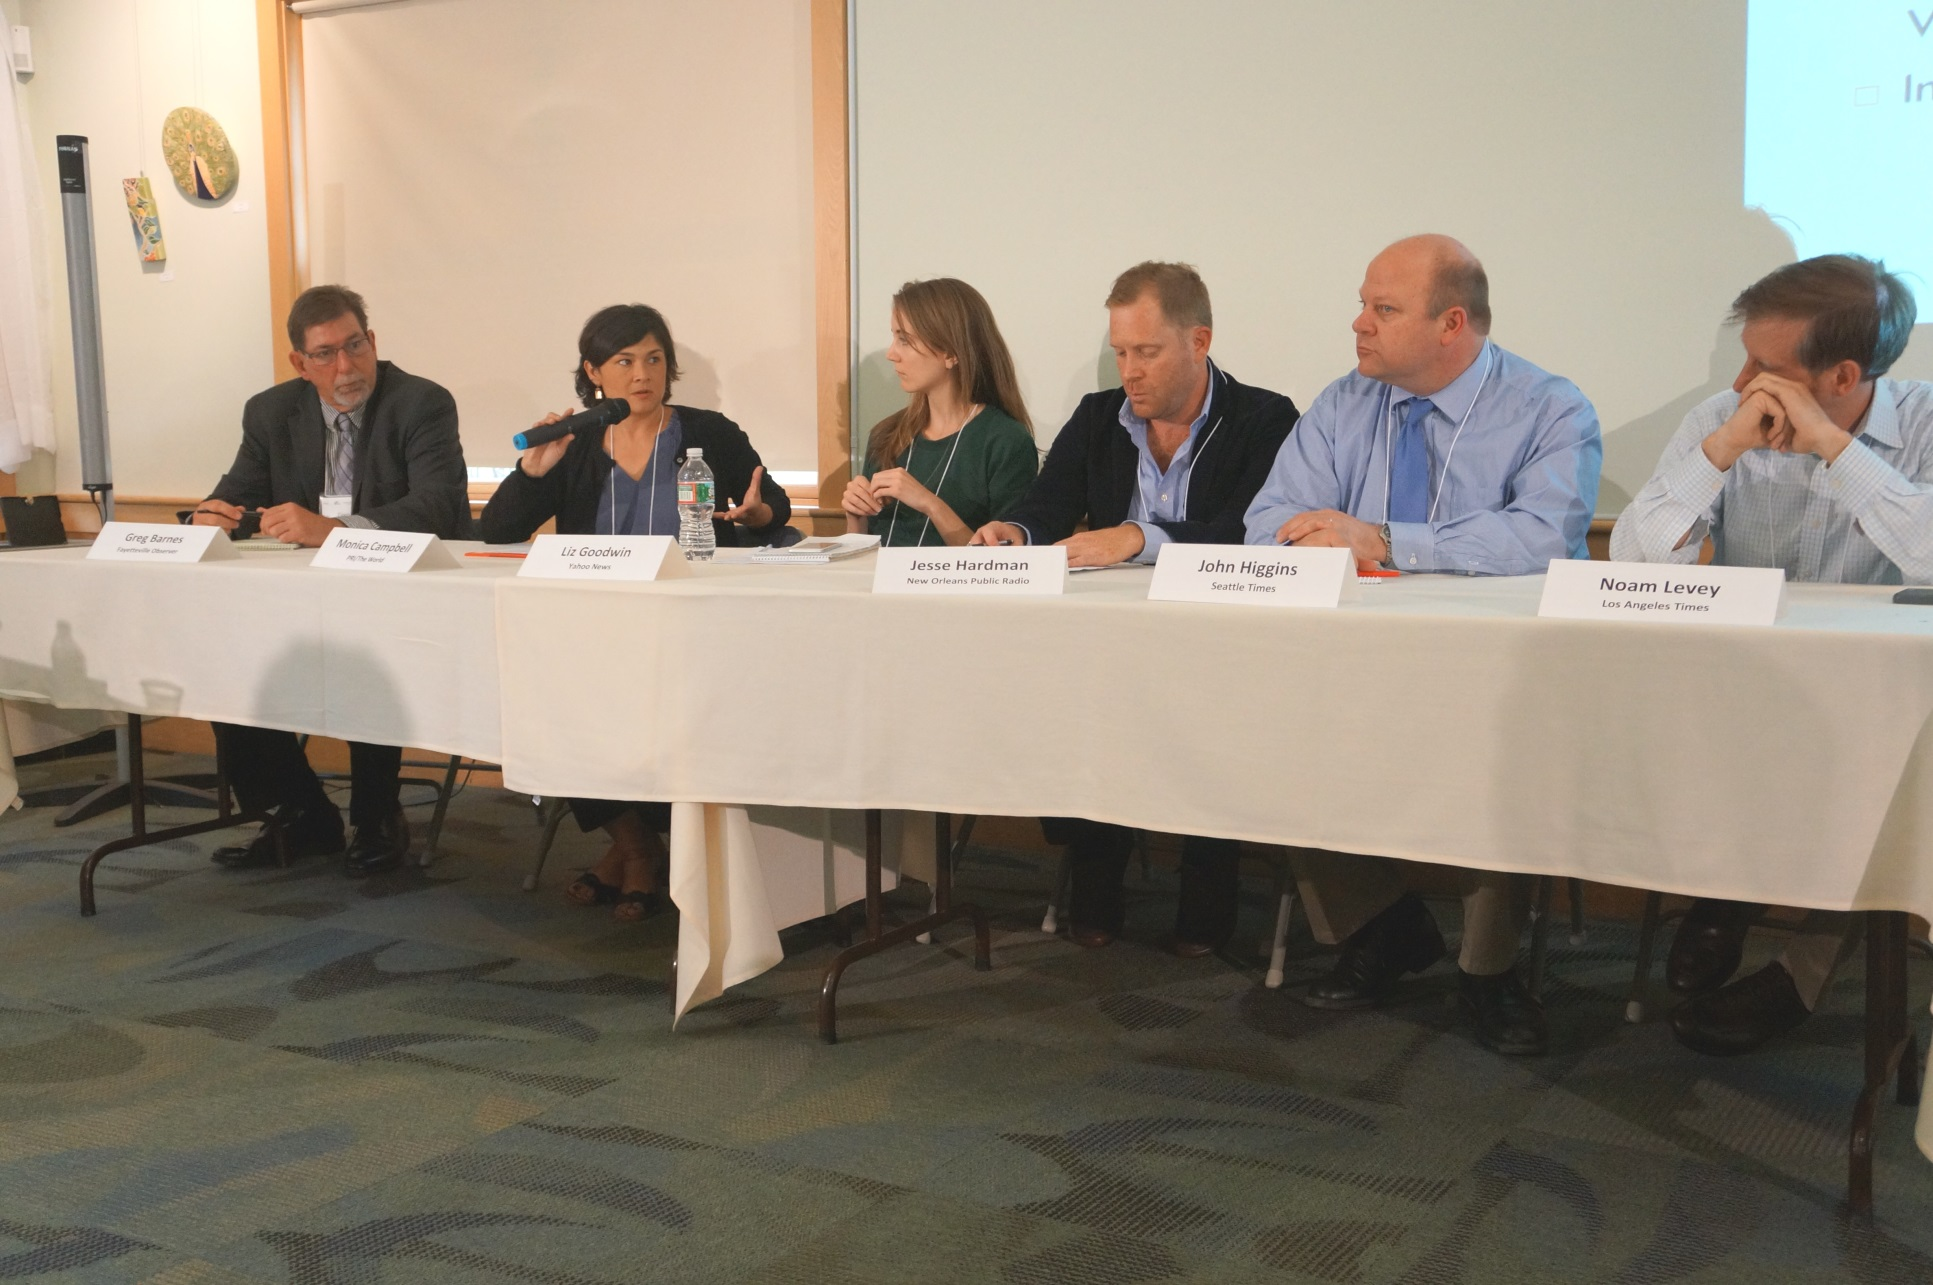 In
Greg Barnes
Fayetteville Observer
Monica Campbell
PRI/The World
Liz Goodwin
Yahoo News
Jesse Hardman
New Orleans Public Radio
John Higgins
Seattle Times
Noam Levey
Los Angeles Times